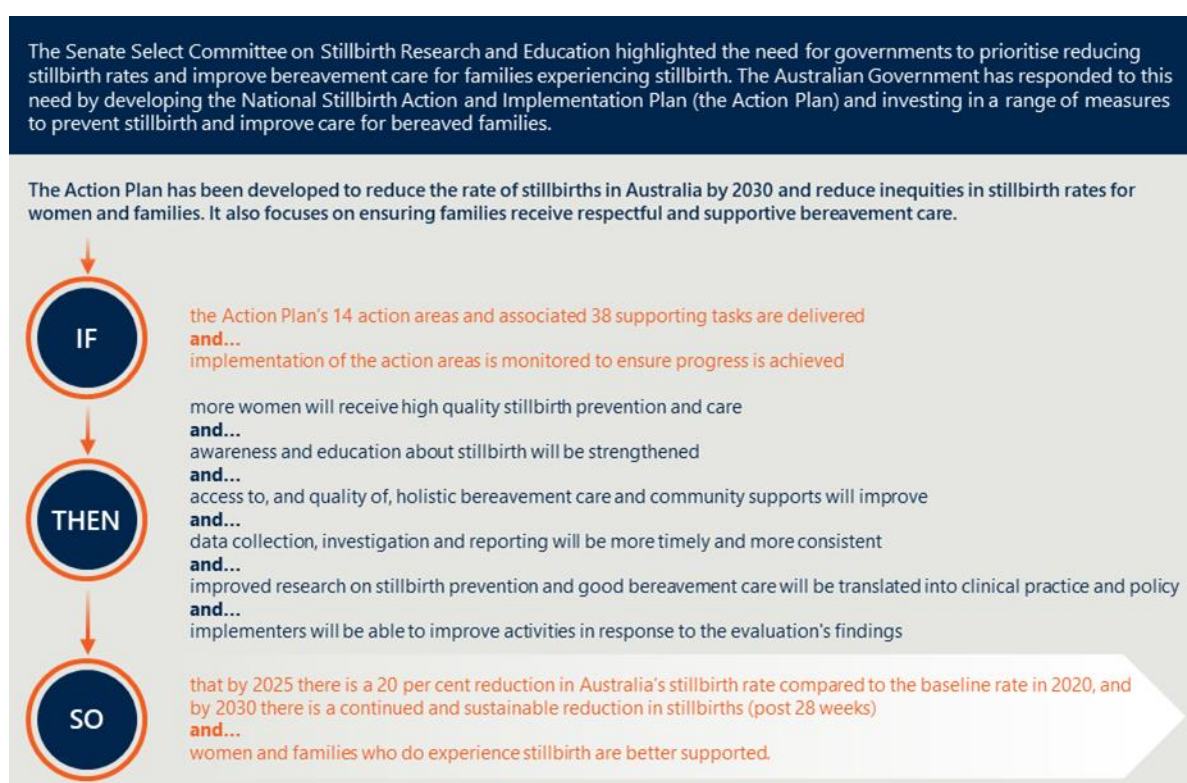 The Senate Select Committee on Stillbirth Research and Education highlighted the need for governments to prioritise reducing
stillbirth rates and improve bereavement care for families experiencing stillbirth. The Australian Government has responded to this
need by developing the National Stillbirth Action and Implementation Plan (the Action Plan) and investing in a range of measures
to prevent stillbirth and improve care for bereaved families.
The Action Plan has been developed to reduce the rate of stillbirths in Australia by 2030 and reduce inequities in stillbirth rates for
women and families. It also focuses on ensuring families receive respectful and supportive bereavement care.
IF
the Action Plan's 14 action areas and associated 38 supporting tasks are delivered
and...
implementation of the action areas is monitored to ensure progress is achieved
THEN
more women will receive high quality stillbirth prevention and care
and...
awareness and education about stillbirth will be strengthened
and...
access to, and quality of, holistic bereavement care and community supports will improve
and...
data collection, investigation and reporting will be more timely and more consistent
and...
improved research on stillbirth prevention and good bereavement care will be translated into clinical practice and policy
and...
implementers will be able to improve activities in response to the evaluation's findings
SO
that by 2025 there is a 20 per cent reduction in Australia's stillbirth rate compared to the baseline rate in 2020, and
by 2030 there is a continued and sustainable reduction in stillbirths (post 28 weeks)
and...
women and families who do experience stillbirth are better supported.